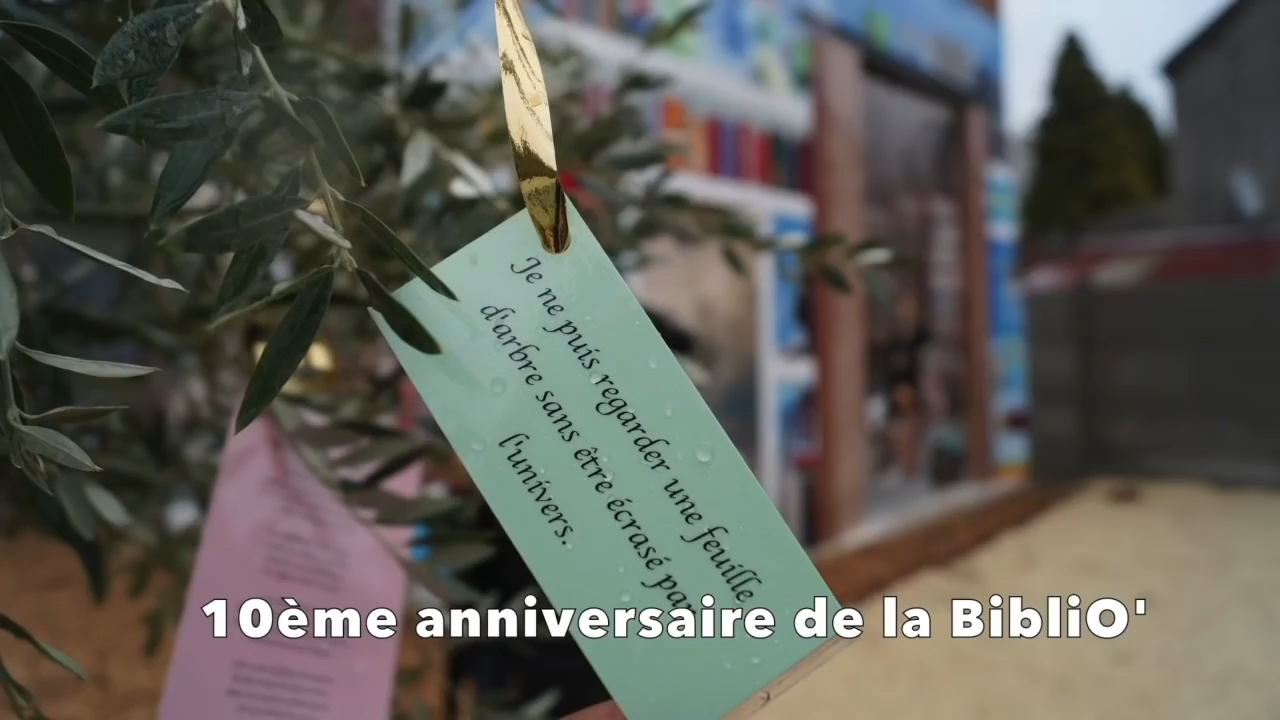 Je ne puis regarder une feuille
d'arbre sans être écrasé par
l'univers.
10ème anniversaire de la BibliO'